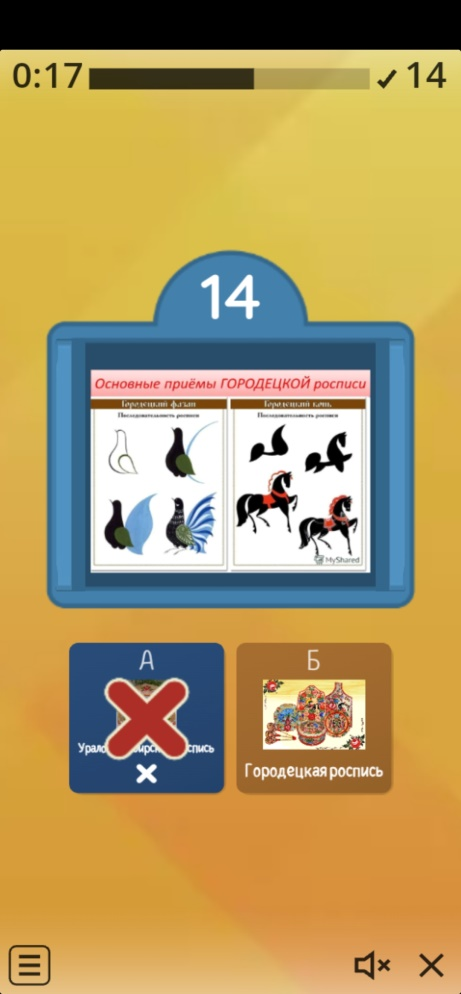 0:17
14
14
Основные приёмы ГОРОДЕЦКОЙ росписи
Городецкий фазан
Городецкий конь
Последовательность росписи
Последовательность росписи
MyShared
А
Б
Городецкая роспись